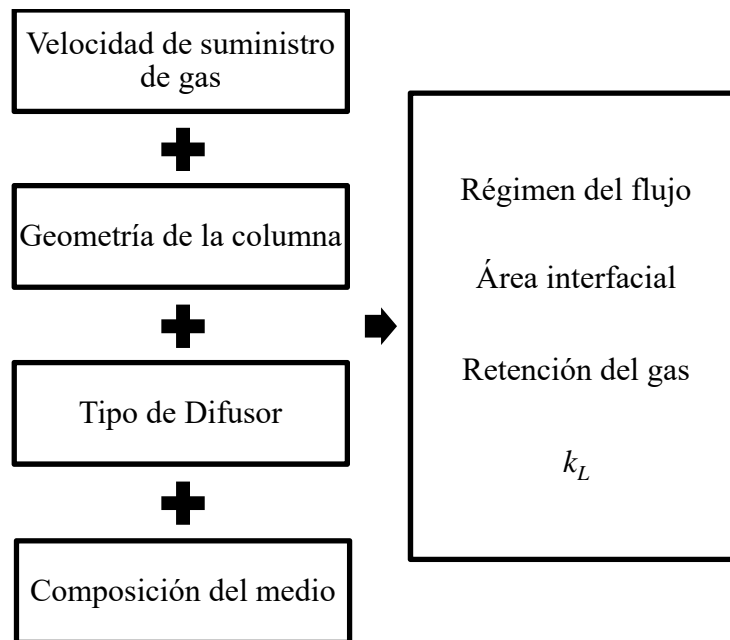 Velocidad de suministro
de gas
Geometría de la columna
Tipo de Difusor
Composición del medio
Régimen del flujo
Área interfacial
Retención del gas
k_L